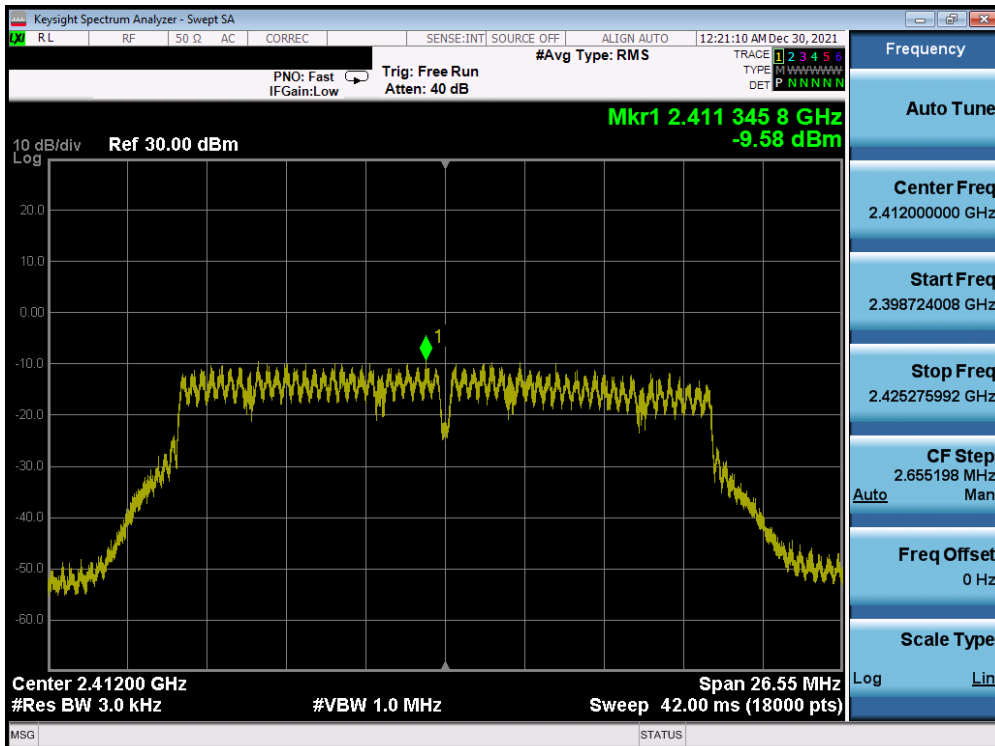 Keysight Spectrum Analyzer - Swept SA
LXI RL RF 50 Ω AC CORREC SENSE:INT SOURCE OFF ALIGN AUTO 12:21:10 AM Dec 30, 2021
#Avg Type: RMS
TRACE 1 2 3 4 5 6
PNO: Fast Trig: Free Run TYPE M W W W W W
IFGain:Low Atten: 40 dB DET P N N N N N
Mkr1 2.411 345 8 GHz
-9.58 dBm
10 dB/div Ref 30.00 dBm
Log
20.0
10.0
0.00
1
-10.0
-20.0
-30.0
-40.0
-50.0
-60.0
Center 2.41200 GHz Span 26.55 MHz
#Res BW 3.0 kHz #VBW 1.0 MHz Sweep 42.00 ms (18000 pts)
MSG STATUS
Frequency
Auto Tune
Center Freq
2.412000000 GHz
Start Freq
2.398724008 GHz
Stop Freq
2.425275992 GHz
CF Step
2.655198 MHz
Auto Man
Freq Offset
0 Hz
Scale Type
Log Lin